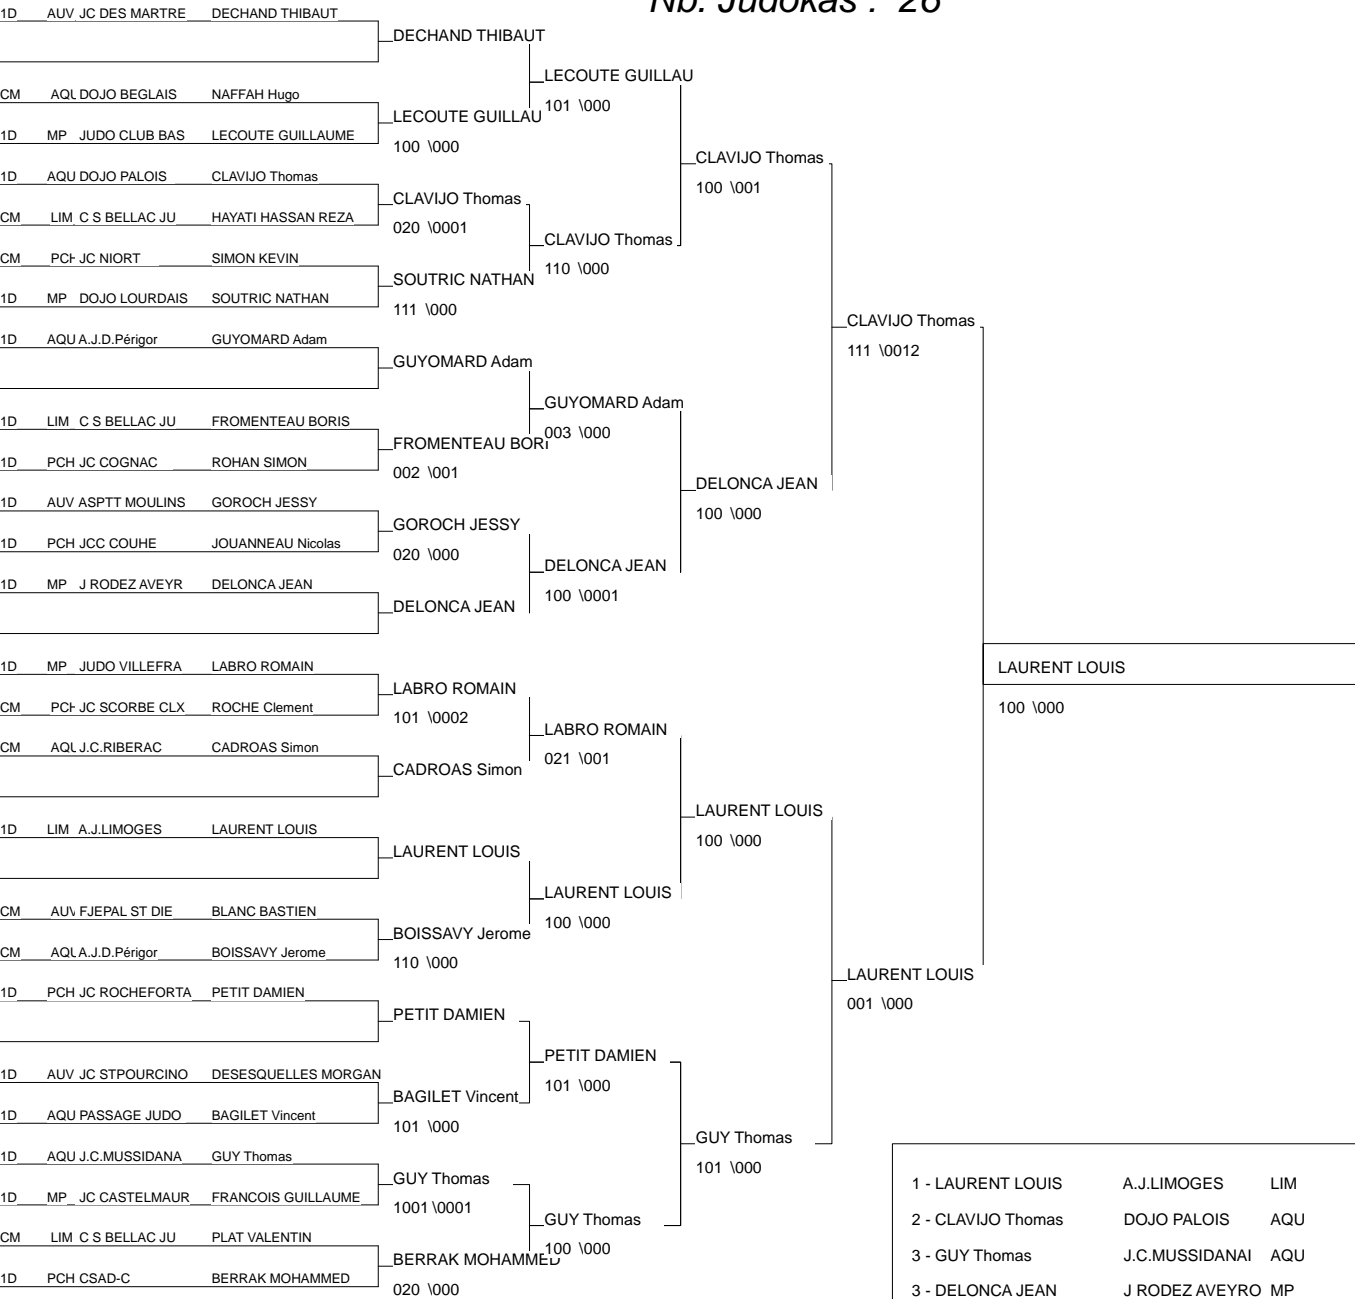 Nb. Judokas : 26
1D AUV JC DES MARTRE DECHAND THIBAUT
DECHAND THIBAUT
LECOUTE GUILLAU
101 \000
CM AQU DOJO BEGLAIS NAFFAH Hugo
LECOUTE GUILLAU
100 \000
1D MP JUDO CLUB BAS LECOUTE GUILLAUME
CLAVIJO Thomas
100 \001
1D AQU DOJO PALOIS CLAVIJO Thomas
CLAVIJO Thomas
020 \0001
CM LIM C S BELLAC JU HAYATI HASSAN REZA
CLAVIJO Thomas
110 \000
CM PCH JC NIORT SIMON KEVIN
SOUTRIC NATHAN
111 \000
1D MP DOJO LOURDAIS SOUTRIC NATHAN
CLAVIJO Thomas
111 \0012
1D AQU A.J.D.Périgor GUYOMARD Adam
GUYOMARD Adam
GUYOMARD Adam
003 \000
1D LIM C S BELLAC JU FROMENTEAU BORIS
FROMENTEAU BORI
002 \001
1D PCH JC COGNAC ROHAN SIMON
DELONCA JEAN
100 \000
1D AUV ASPTT MOULINS GOROCH JESSY
GOROCH JESSY
020 \000
1D PCH JCC COUHE JOUANNEAU Nicolas
DELONCA JEAN
100 \0001
1D MP J RODEZ AVEYR DELONCA JEAN
DELONCA JEAN
LAURENT LOUIS
100 \000
1D MP JUDO VILLEFRA LABRO ROMAIN
LABRO ROMAIN
101 \0002
CM PCH JC SCORBE CLX ROCHE Clement
LABRO ROMAIN
021 \001
CM AQU J.C.RIBERAC CADROAS Simon
CADROAS Simon
LAURENT LOUIS
100 \000
1D LIM A.J.LIMOGES LAURENT LOUIS
LAURENT LOUIS
LAURENT LOUIS
100 \000
CM AUV FJEPAL ST DIE BLANC BASTIEN
BOISSAVY Jerome
110 \000
CM AQU A.J.D.Périgor BOISSAVY Jerome
LAURENT LOUIS
001 \000
1D PCH JC ROCHEFORTA PETIT DAMIEN
PETIT DAMIEN
PETIT DAMIEN
101 \000
1D AUV JC STPOURCINO DESESQUELLES MORGAN
BAGILET Vincent
101 \000
1D AQU PASSAGE JUDO BAGILET Vincent
GUY Thomas
101 \000
1D AQU J.C.MUSSIDANA GUY Thomas
GUY Thomas
1001 \0001
1D MP JC CASTELMAUR FRANCOIS GUILLAUME
GUY Thomas
100 \000
CM LIM C S BELLAC JU PLAT VALENTIN
BERRAK MOHAMMED
020 \000
1D PCH CSAD-C BERRAK MOHAMMED
1 - LAURENT LOUIS A.J.LIMOGES LIM
2 - CLAVIJO Thomas DOJO PALOIS AQU
3 - GUY Thomas J.C.MUSSIDANAI AQU
3 - DELONCA JEAN J RODEZ AVEYRO MP